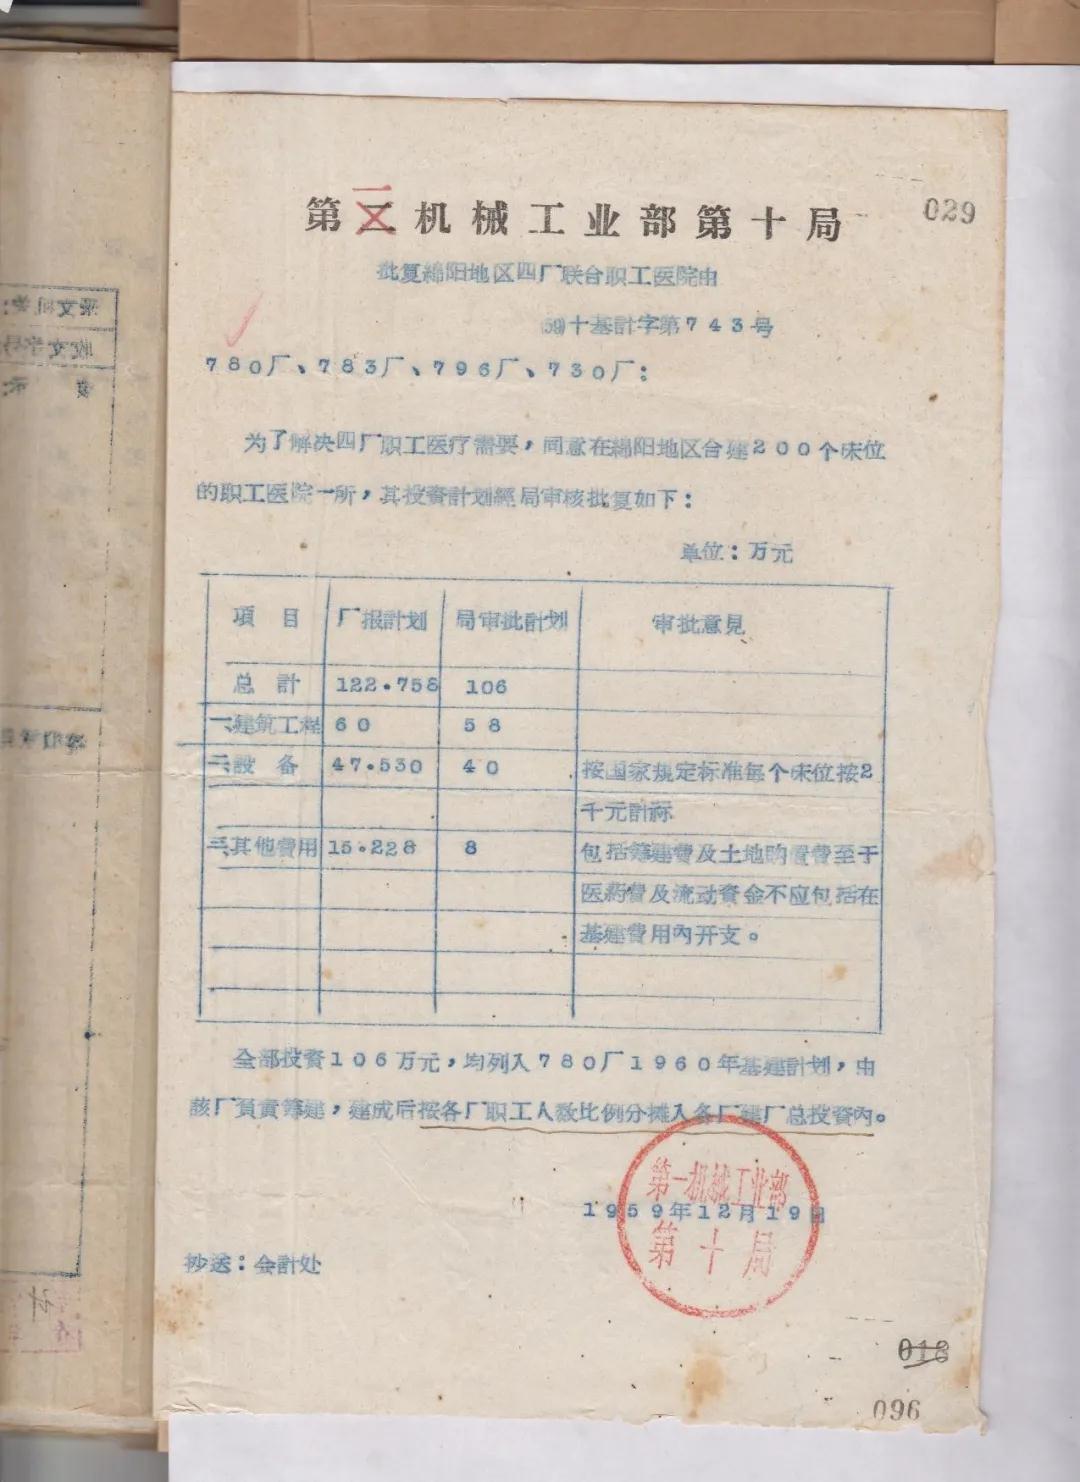 029
第一机械工业部第十局
批复綿阳地区四厂联合职工医院由
(59)十基計字第743号
780厂、783厂、796厂、730厂:
为了解决四厂职工医疗需要,同意在綿阳地区合建200个床位
的职工医院一所,其投資計划經局审核批复如下:
单位:万元
項目 厂报計划 局审批計划 审批意見
总計 122.758 106
一、建筑工程 60 58
二、設备 47.530 40 按国家规定标准每个床位按2
千元計祘
三、其他費用 15.228 8 包括筹建費及土地购置費至于
医葯費及流动資金不应包括在
基建費用內开支。
全部投資106万元,均列入780厂1960年基建計划,由
該厂負責筹建,建成后按各厂职工人数比例分摊入各厂建厂总投資內。
第一机械工业部
1959年12月19日
第十局
抄送:会計处
018
096